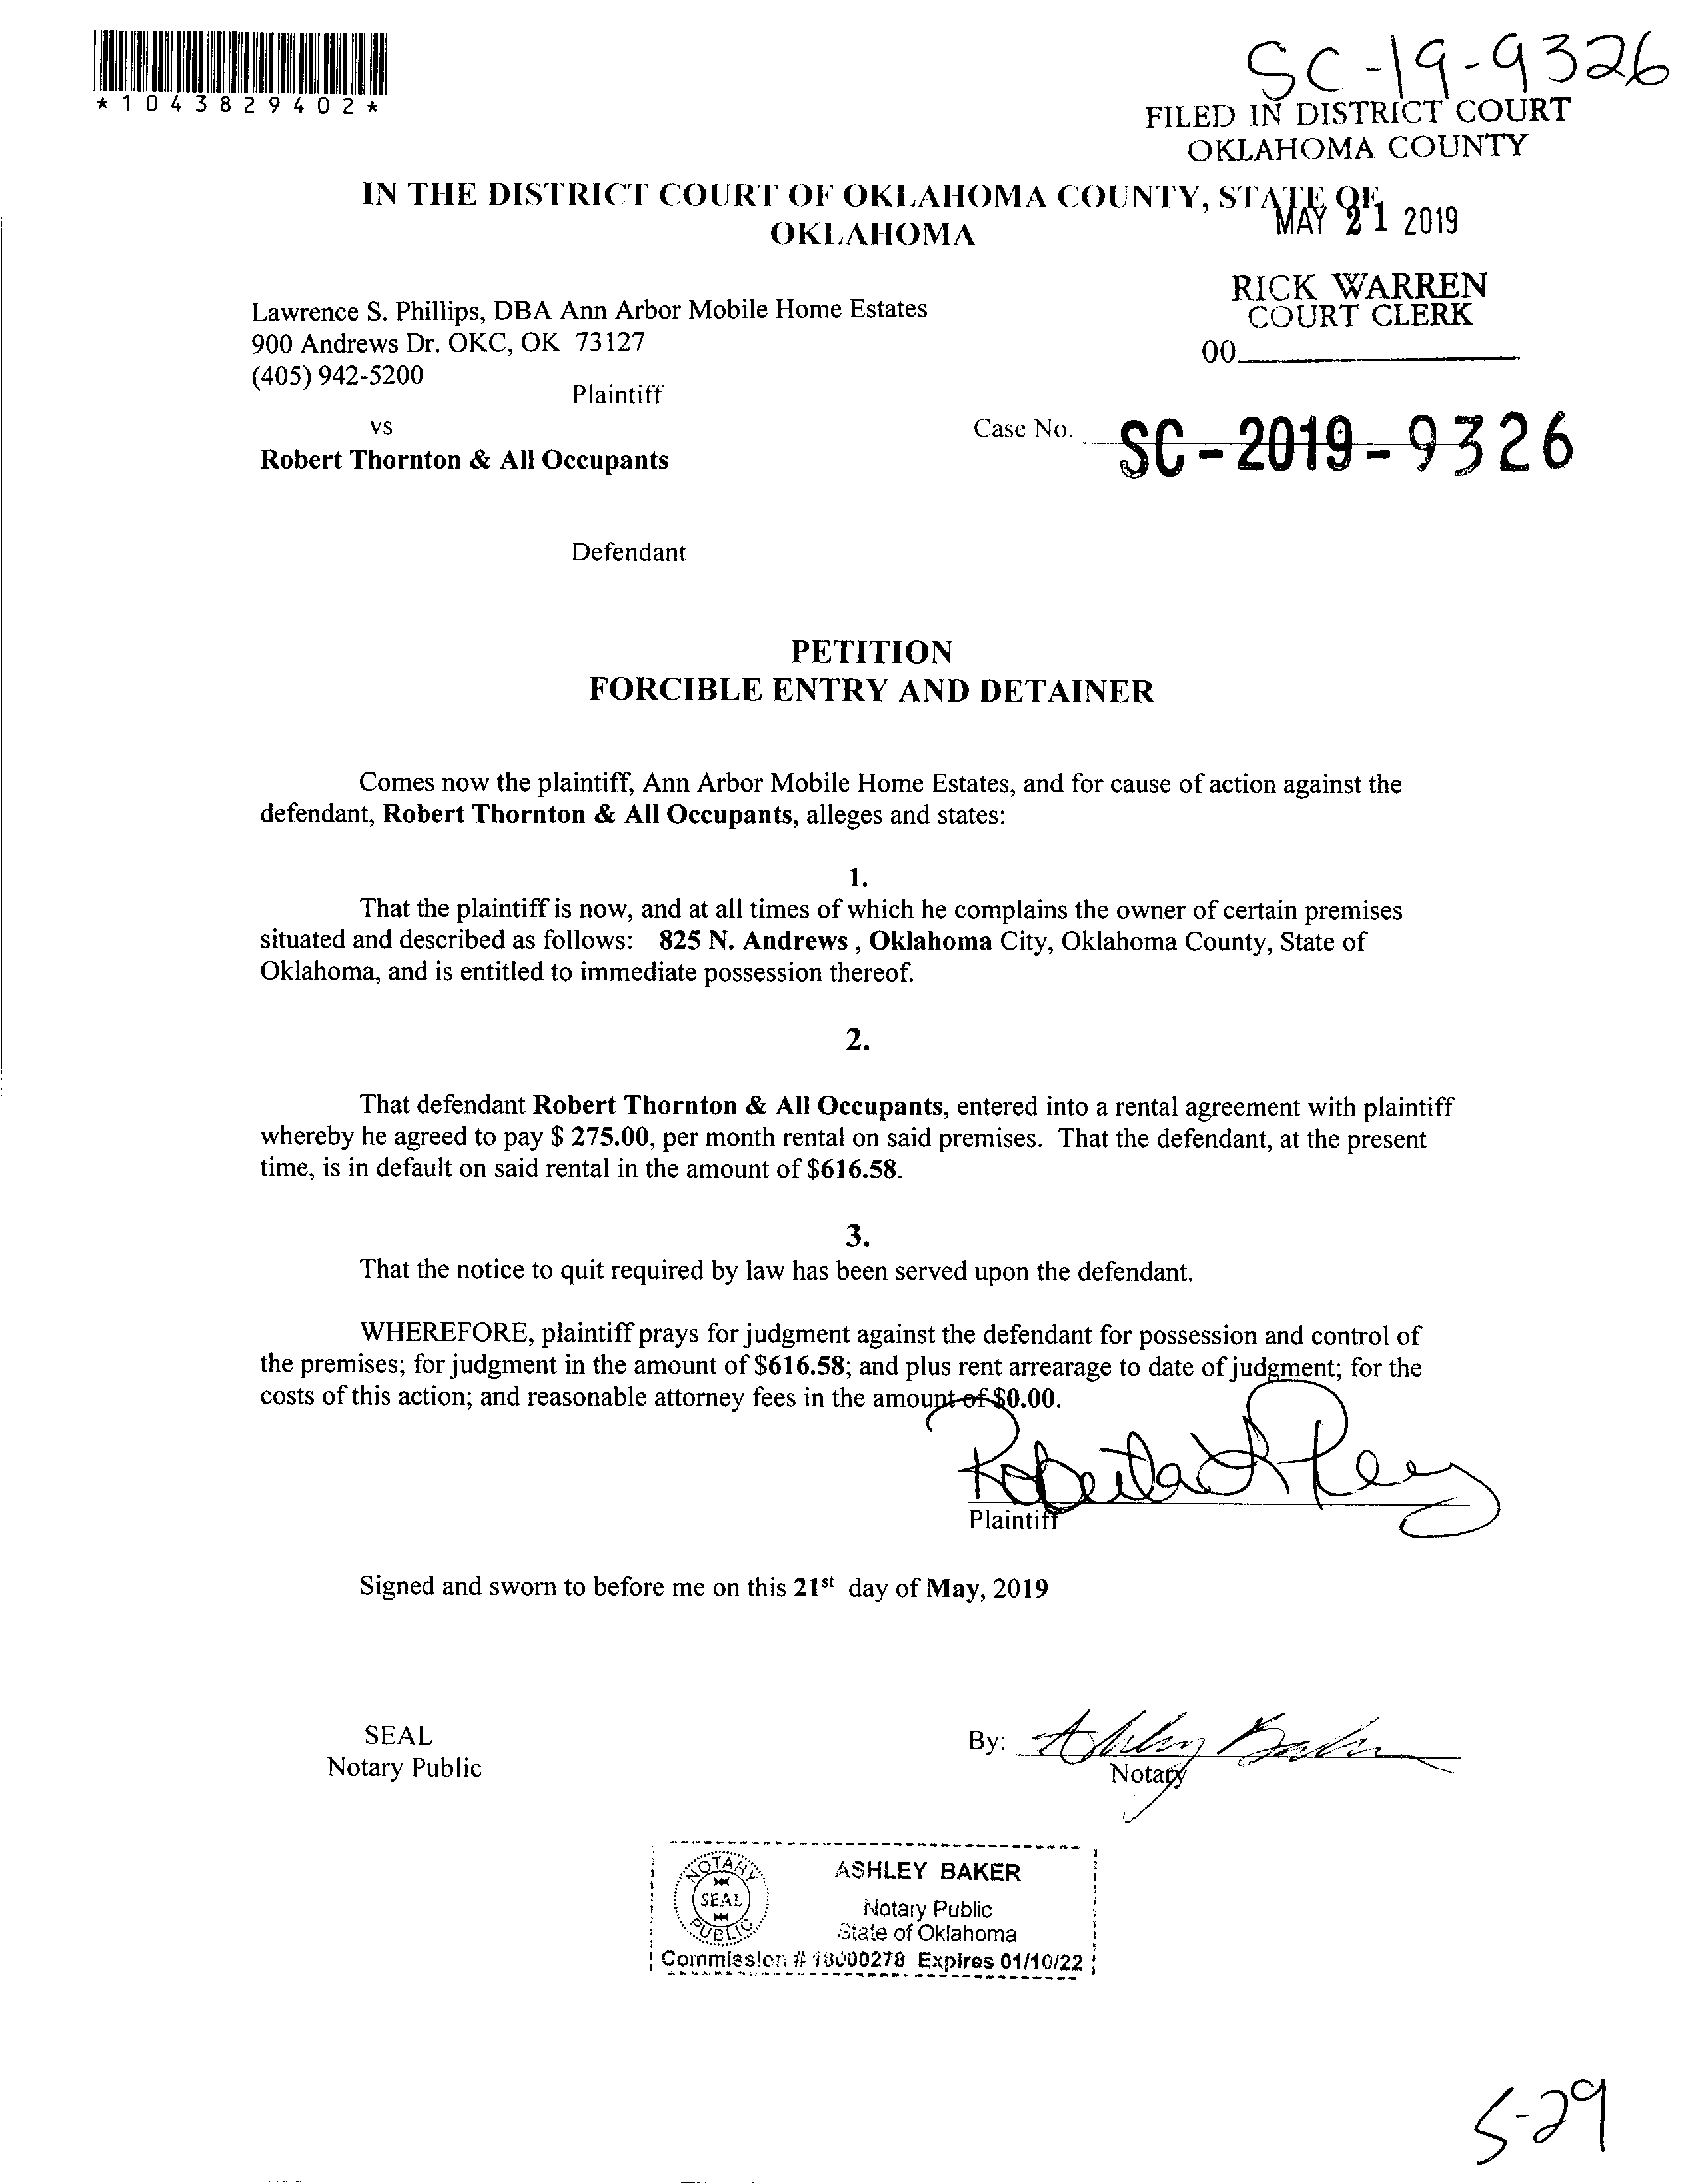 *1043829402*
SC-19-9326
FILED IN DISTRICT COURT
OKLAHOMA COUNTY
IN THE DISTRICT COURT OF OKLAHOMA COUNTY, STATE OF
OKLAHOMA
MAY 21 2019
RICK WARREN
COURT CLERK
00
Lawrence S. Phillips, DBA Ann Arbor Mobile Home Estates
900 Andrews Dr. OKC, OK 73127
(405) 942-5200
Plaintiff
vs
Case No. SC-2019-9326
Robert Thornton & All Occupants
Defendant
PETITION
FORCIBLE ENTRY AND DETAINER
Comes now the plaintiff, Ann Arbor Mobile Home Estates, and for cause of action against the
defendant, Robert Thornton & All Occupants, alleges and states:
1.
That the plaintiff is now, and at all times of which he complains the owner of certain premises
situated and described as follows: 825 N. Andrews , Oklahoma City, Oklahoma County, State of
Oklahoma, and is entitled to immediate possession thereof.
2.
That defendant Robert Thornton & All Occupants, entered into a rental agreement with plaintiff
whereby he agreed to pay $ 275.00, per month rental on said premises. That the defendant, at the present
time, is in default on said rental in the amount of $616.58.
3.
That the notice to quit required by law has been served upon the defendant.
WHEREFORE, plaintiff prays for judgment against the defendant for possession and control of
the premises; for judgment in the amount of $616.58; and plus rent arrearage to date of judgment; for the
costs of this action; and reasonable attorney fees in the amount of $0.00.
Plaintiff
Signed and sworn to before me on this 21st day of May, 2019
SEAL
Notary Public
By: Ashley Baker
Notary
NOTARY
SEAL
PUBLIC
ASHLEY BAKER
Notary Public
State of Oklahoma
Commission # 18000278 Expires 01/10/22
5-29